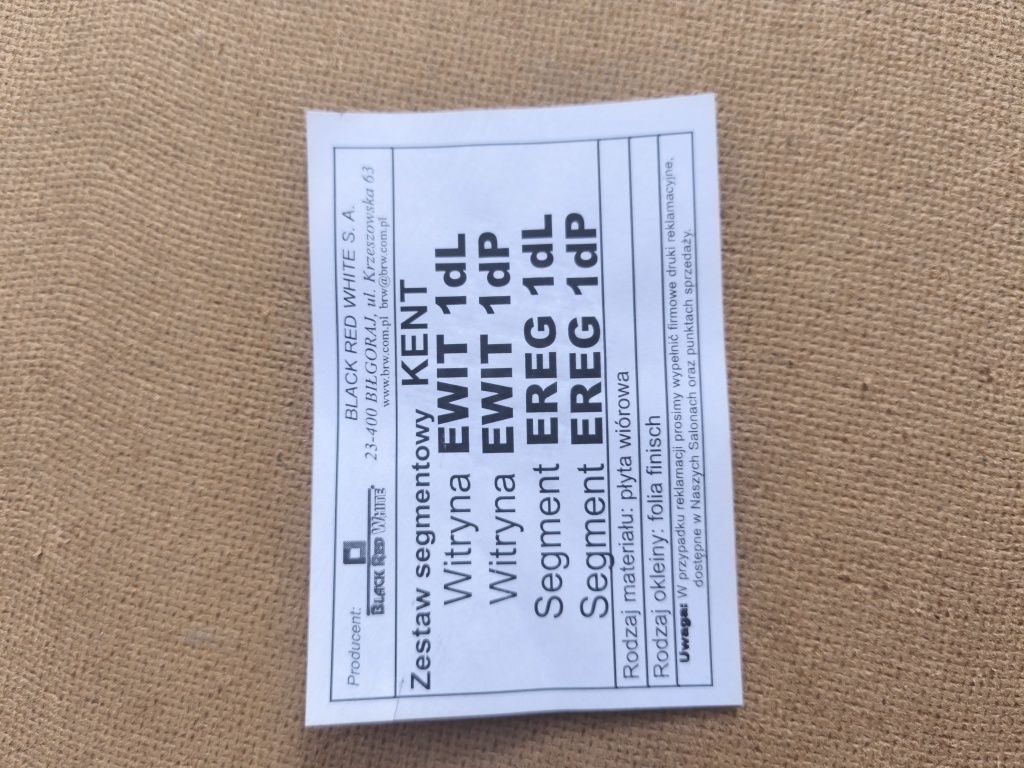 Producent:
BLACK RED WHITE
BLACK RED WHITE S. A.
23-400 BIŁGORAJ, ul. Krzeszowska 63
www.brw.com.pl brw@brw.com.pl
Zestaw segmentowy KENT
Witryna EWIT 1dL
Witryna EWIT 1dP
Segment EREG 1dL
Segment EREG 1dP
Rodzaj materiału: płyta wiórowa
Rodzaj okleiny: folia finisch
Uwaga: W przypadku reklamacji prosimy wypełnić firmowe druki reklamacyjne,
dostępne w Naszych Salonach oraz punktach sprzedaży.